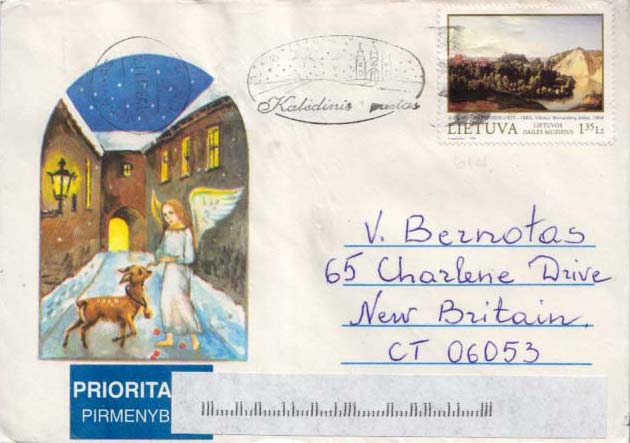 Kalėdinis paštas
LIETUVA
LIETUVOS
DAILĖS MUZIEJUS
1,35 Lt
V. Bernotas
65 Charlene Drive
New Britain,
CT 06053
PRIORITA
PIRMENYB